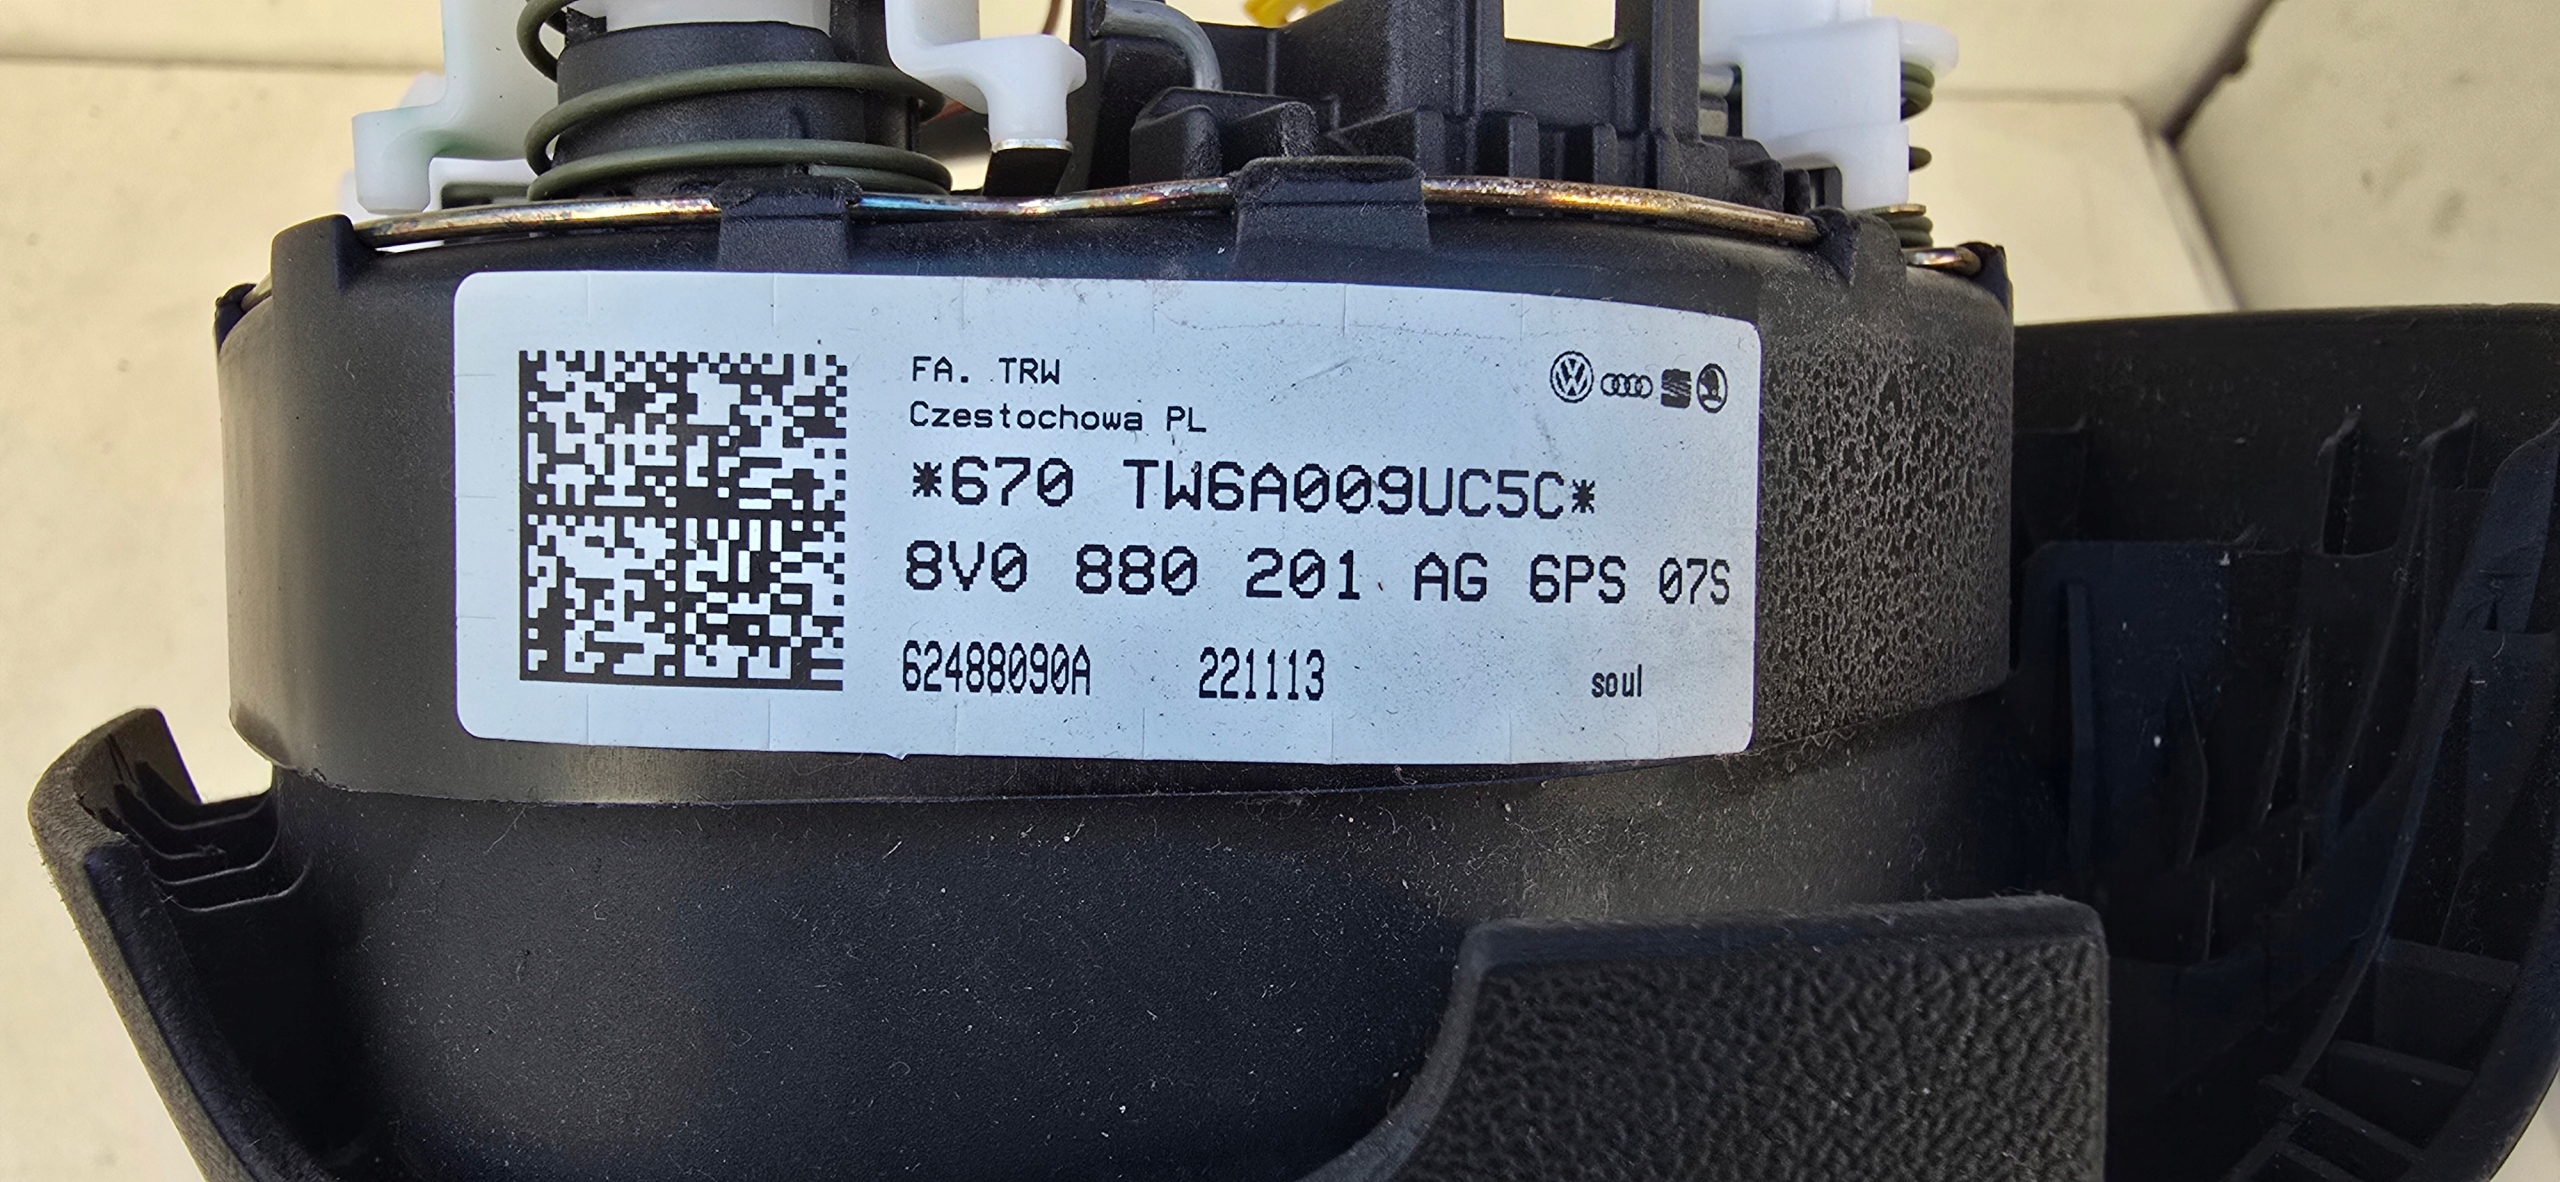 FA. TRW
Czestochowa PL
*670 TW6A009UC5C*
8V0 880 201 AG 6PS 07S
62488090A 221113 soul